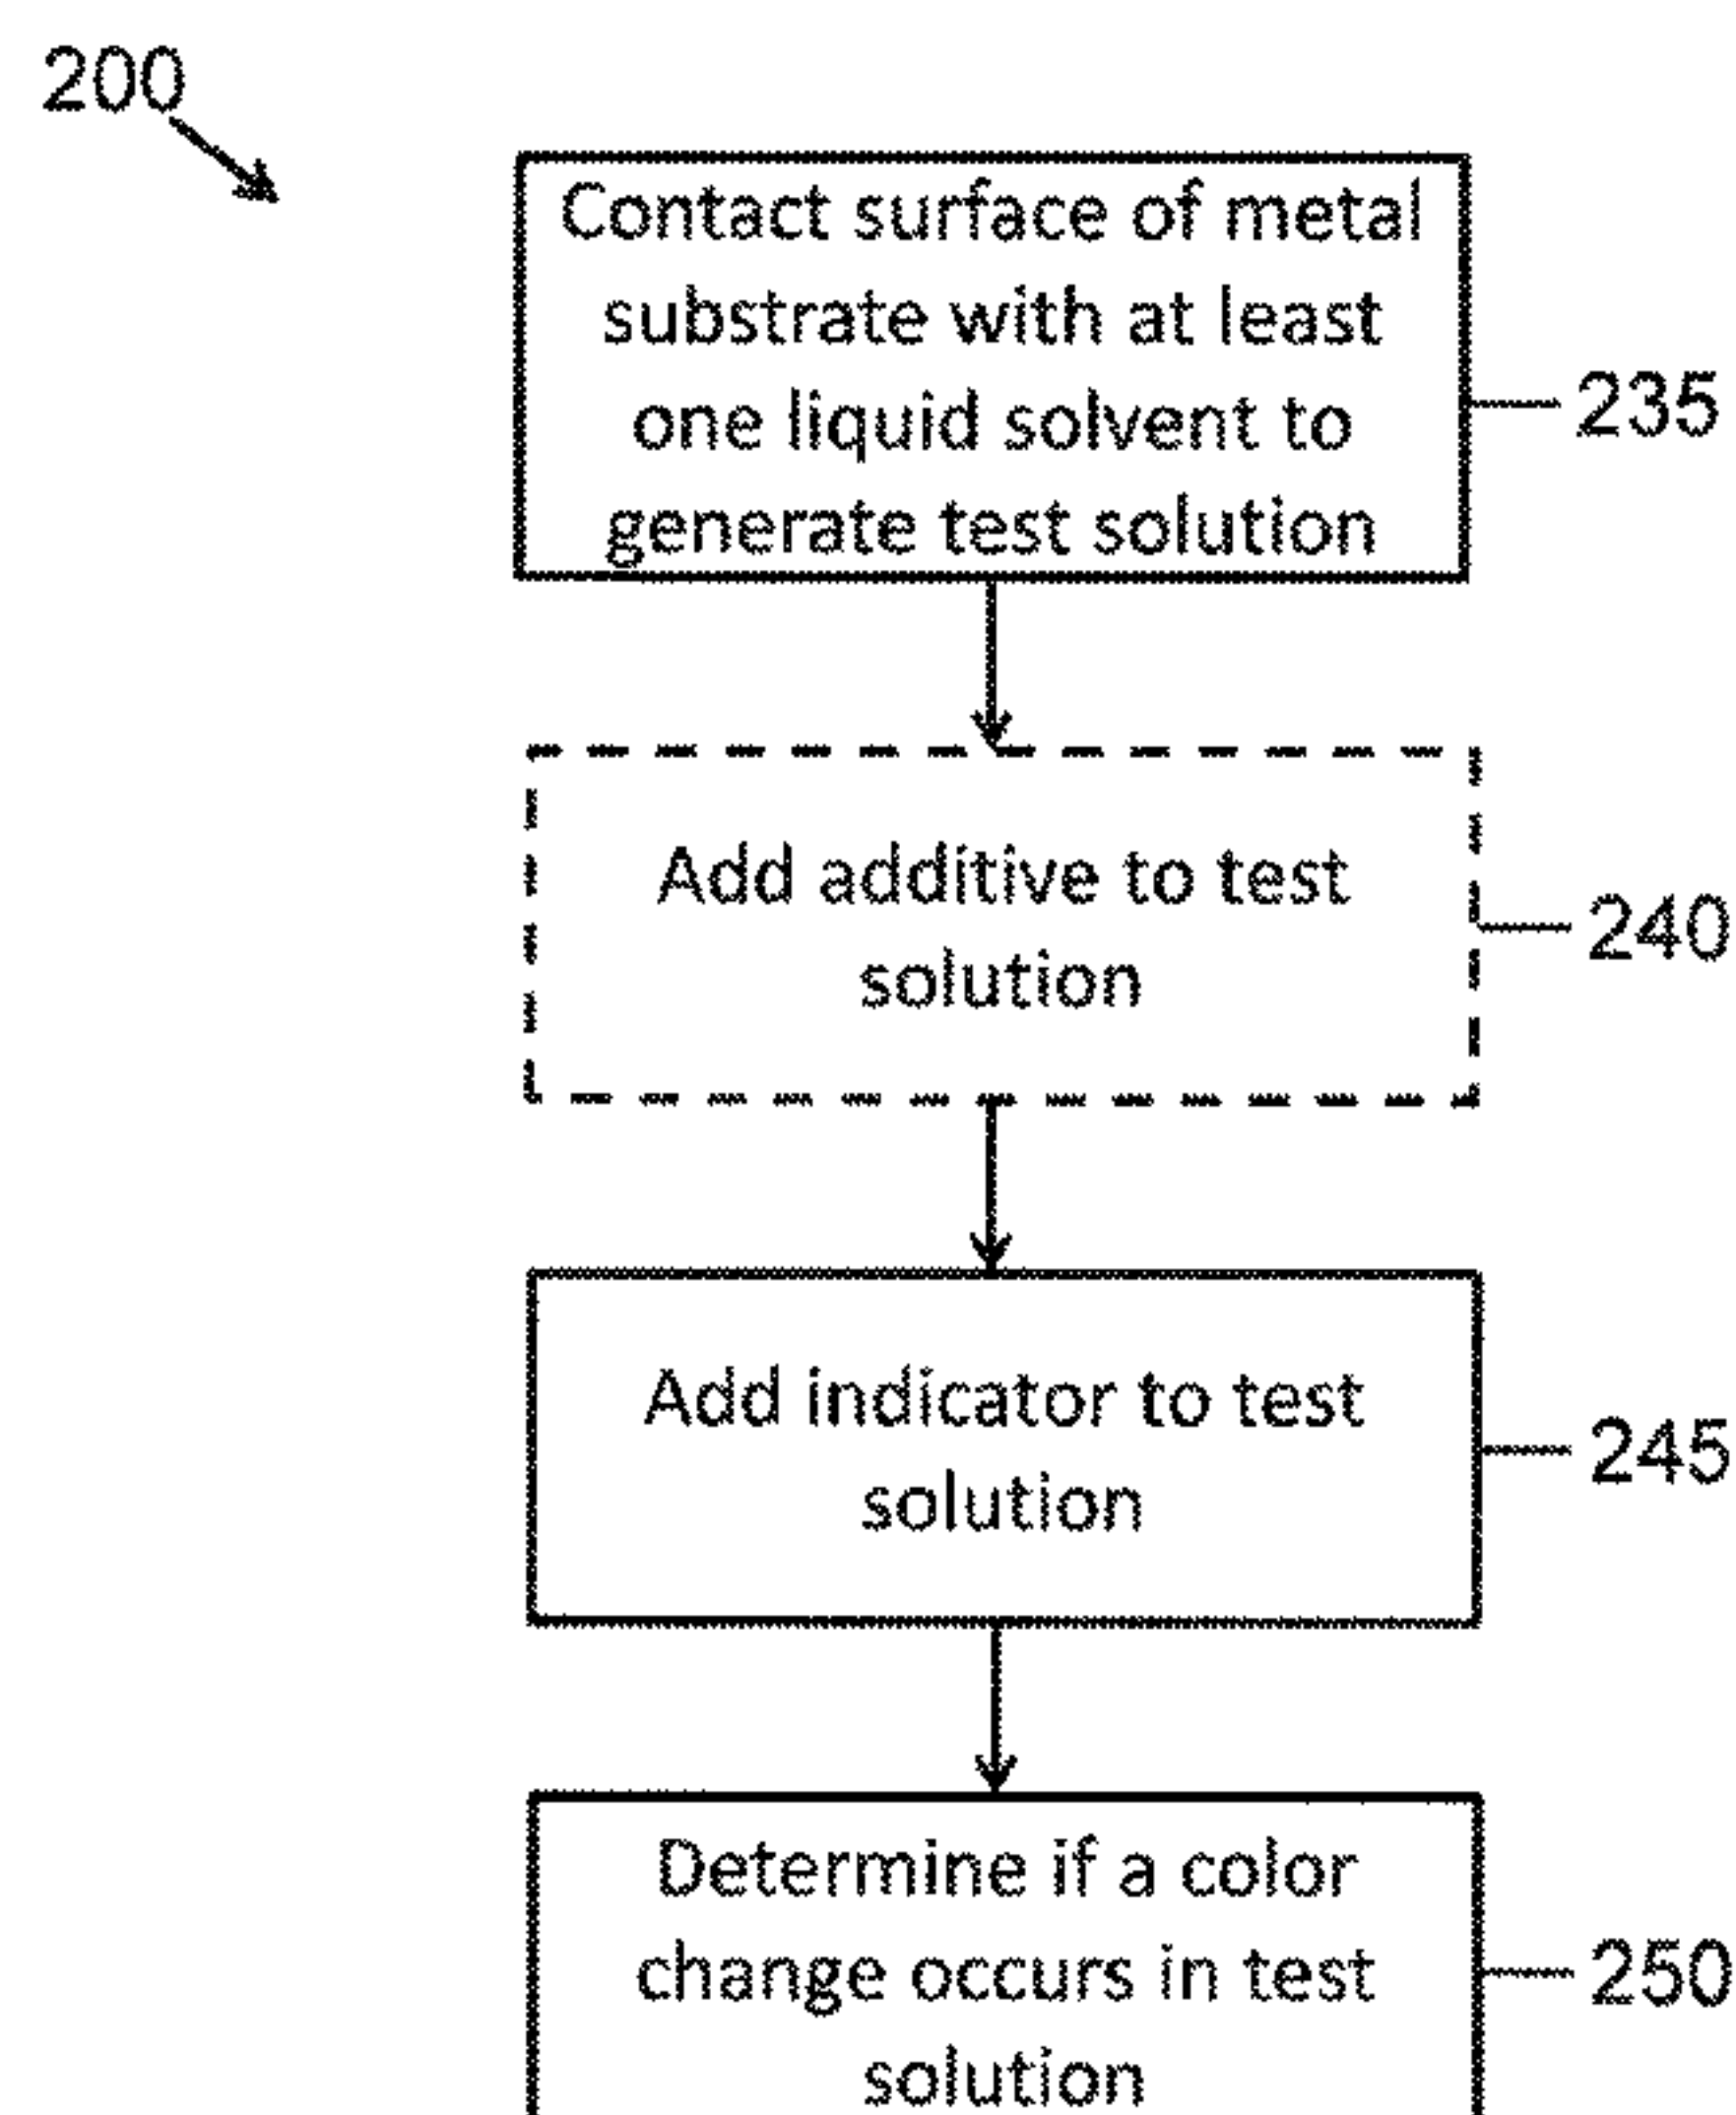 200
Contact surface of metal
substrate with at least
one liquid solvent to
generate test solution
235
Add additive to test
solution
240
Add indicator to test
solution
245
Determine if a color
change occurs in test
solution
250